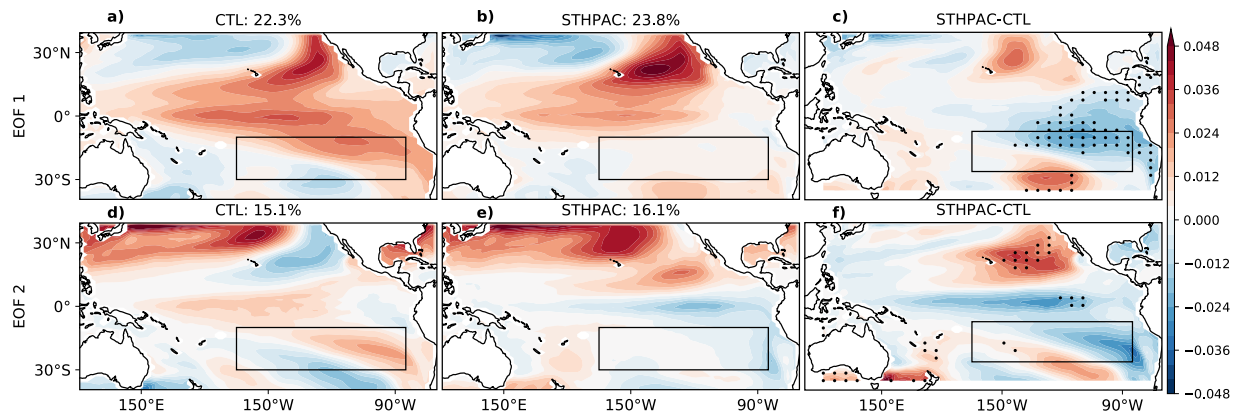 a) CTL: 22.3% b) STHPAC: 23.8% c) STHPAC-CTL
EOF 1
30°N
0°
30°S
d) CTL: 15.1% e) STHPAC: 16.1% f) STHPAC-CTL
EOF 2
30°N
0°
30°S
150°E 150°W 90°W 150°E 150°W 90°W 150°E 150°W 90°W
0.048
0.036
0.024
0.012
0.000
−0.012
−0.024
−0.036
−0.048